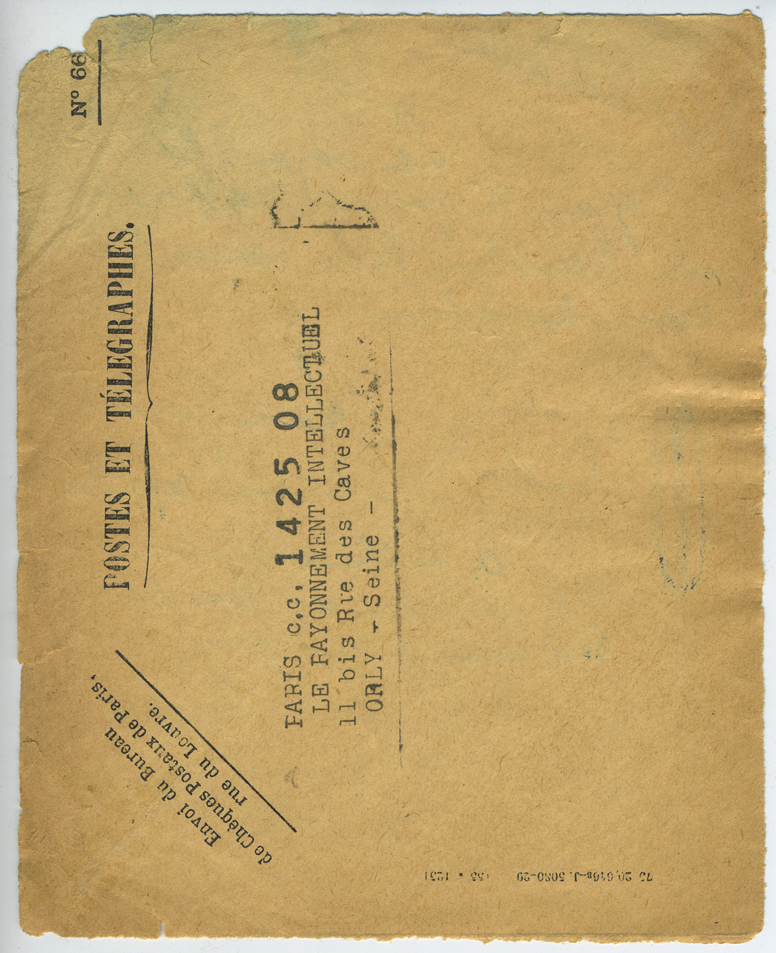 N° 66
POSTES ET TÉLÉGRAPHES.
Envoi du Bureau
de Chèques Postaux de Paris,
rue du Louvre.
PARIS c.c. 1425 08
LE RAYONNEMENT INTELLECTUEL
11 bis Rue des Caves
ORLY - Seine -